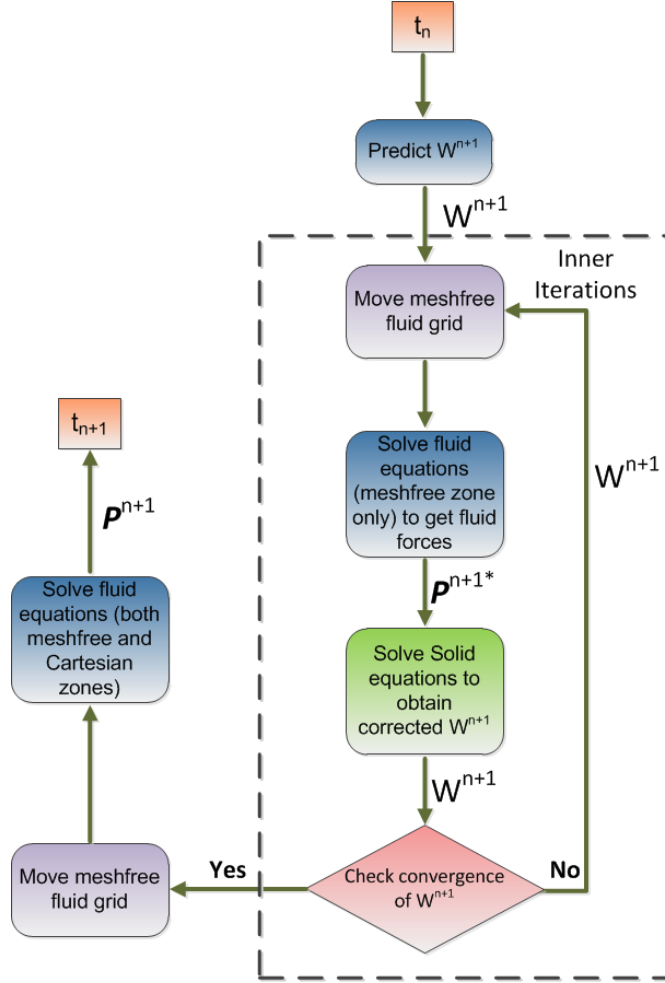 tₙ
Predict Wⁿ⁺¹
Wⁿ⁺¹
Inner
Iterations
Move meshfree
fluid grid
Solve fluid
equations
(meshfree zone
only) to get fluid
forces
Pⁿ⁺¹*
Solve Solid
equations to
obtain
corrected Wⁿ⁺¹
Wⁿ⁺¹
Check convergence
of Wⁿ⁺¹
No
Wⁿ⁺¹
Yes
Move meshfree
fluid grid
Solve fluid
equations (both
meshfree and
Cartesian
zones)
Pⁿ⁺¹
tₙ₊₁